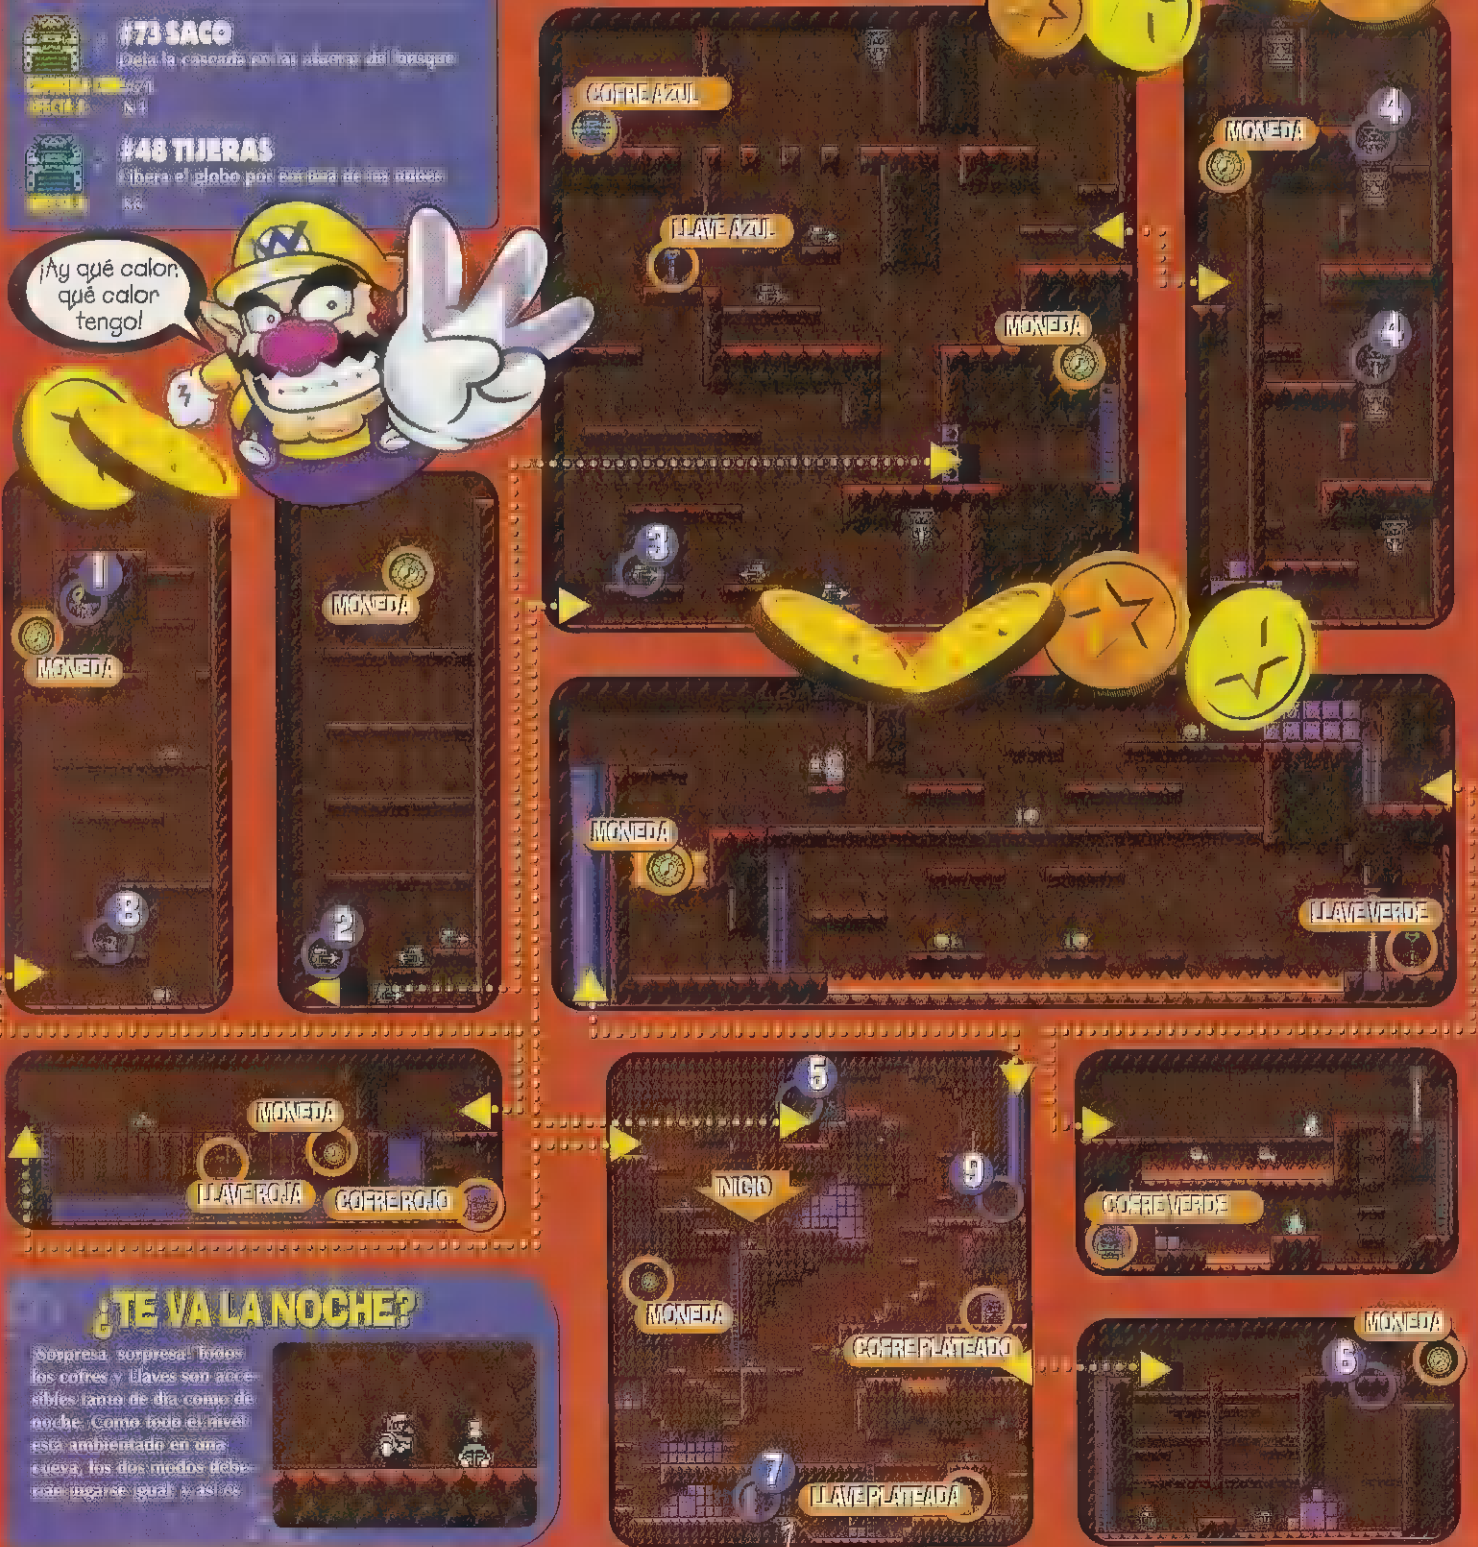 #73 SACO
Deja la cascada en las afueras del bosque
N1
#48 TIJERAS
Libera el globo por encima de las nubes
¡Ay qué calor,
qué calor
tengo!
COFRE AZUL
LLAVE AZUL
MONEDA
3
MONEDA
4
4
1
MONEDA
8
MONEDA
2
MONEDA
LLAVE VERDE
MONEDA
LLAVE ROJA
COFRE ROJO
5
9
INICIO
MONEDA
COFRE PLATEADO
7
LLAVE PLATEADA
COFRE VERDE
MONEDA
6
¿TE VA LA NOCHE?
Sorpresa, sorpresa! Todos
los cofres y llaves son acce-
sibles tanto de día como de
noche. Como todo el nivel
está ambientado en una
cueva, los dos modos debe-
rían jugarse igual y así es